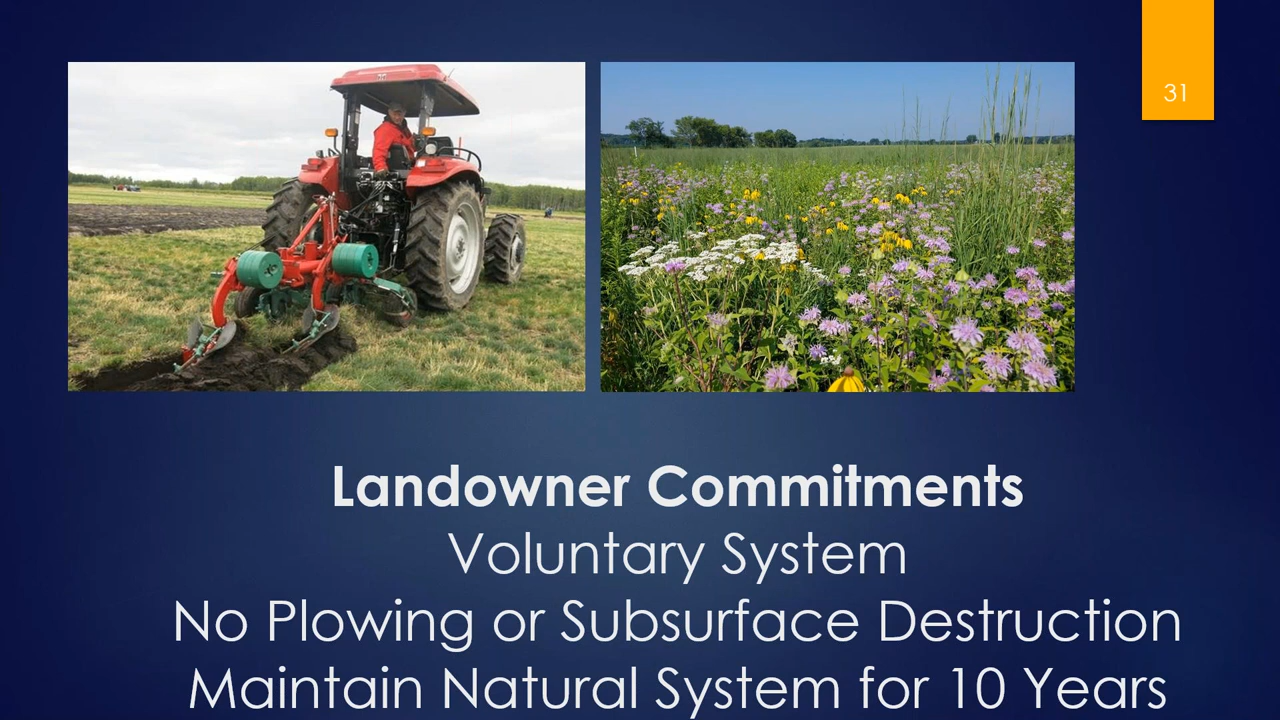 31
Landowner Commitments
Voluntary System
No Plowing or Subsurface Destruction
Maintain Natural System for 10 Years